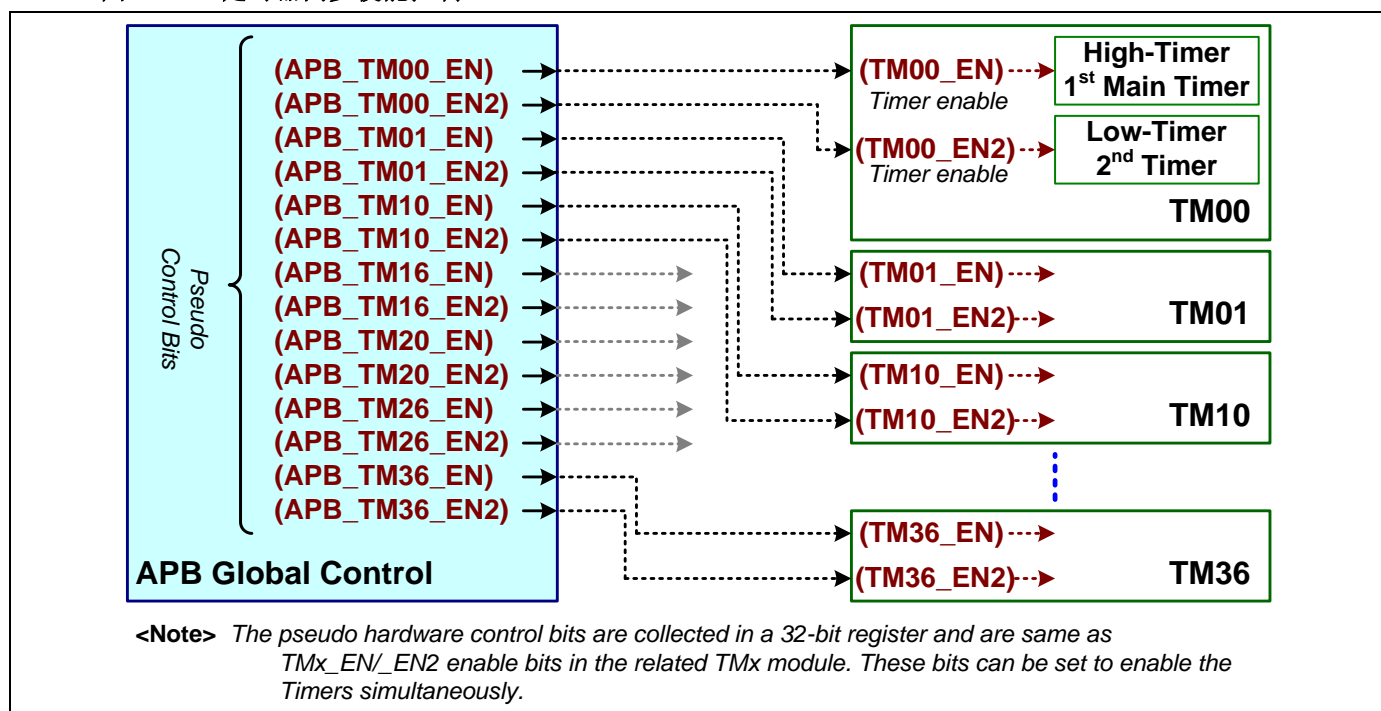 APB Global Control
Pseudo
Control Bits
(APB_TM00_EN)
(APB_TM00_EN2)
(APB_TM01_EN)
(APB_TM01_EN2)
(APB_TM10_EN)
(APB_TM10_EN2)
(APB_TM16_EN)
(APB_TM16_EN2)
(APB_TM20_EN)
(APB_TM20_EN2)
(APB_TM26_EN)
(APB_TM26_EN2)
(APB_TM36_EN)
(APB_TM36_EN2)
(TM00_EN)
Timer enable
High-Timer
1st Main Timer
(TM00_EN2)
Timer enable
Low-Timer
2nd Timer
TM00
(TM01_EN)
(TM01_EN2)
TM01
(TM10_EN)
(TM10_EN2)
TM10
(TM36_EN)
(TM36_EN2)
TM36
<Note> The pseudo hardware control bits are collected in a 32-bit register and are same as
TMx_EN/_EN2 enable bits in the related TMx module. These bits can be set to enable the
Timers simultaneously.